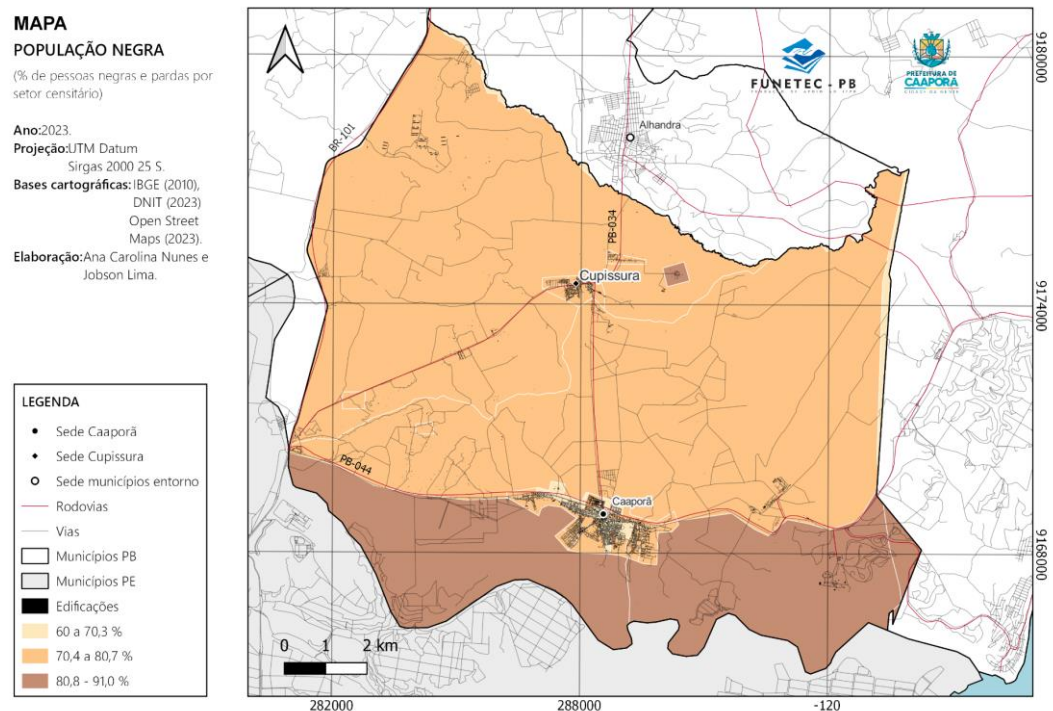 MAPA
POPULAÇÃO NEGRA
(% de pessoas negras e pardas por
setor censitário)
Ano:2023.
Projeção:UTM Datum
Sirgas 2000 25 S.
Bases cartográficas: IBGE (2010),
DNIT (2023)
Open Street
Maps (2023).
Elaboração:Ana Carolina Nunes e
Jobson Lima.
LEGENDA
Sede Caaporã
Sede Cupissura
Sede municípios entorno
Rodovias
Vias
Municípios PB
Municípios PE
Edificações
60 a 70,3 %
70,4 a 80,7 %
80,8 - 91,0 %
FUNETEC - PB
PREFEITURA DE
CAAPORÃ
Alhandra
BR-101
PB-034
Cupissura
PB-044
Caaporã
0 1 2 km
9180000
9174000
9168000
282000
288000
-120